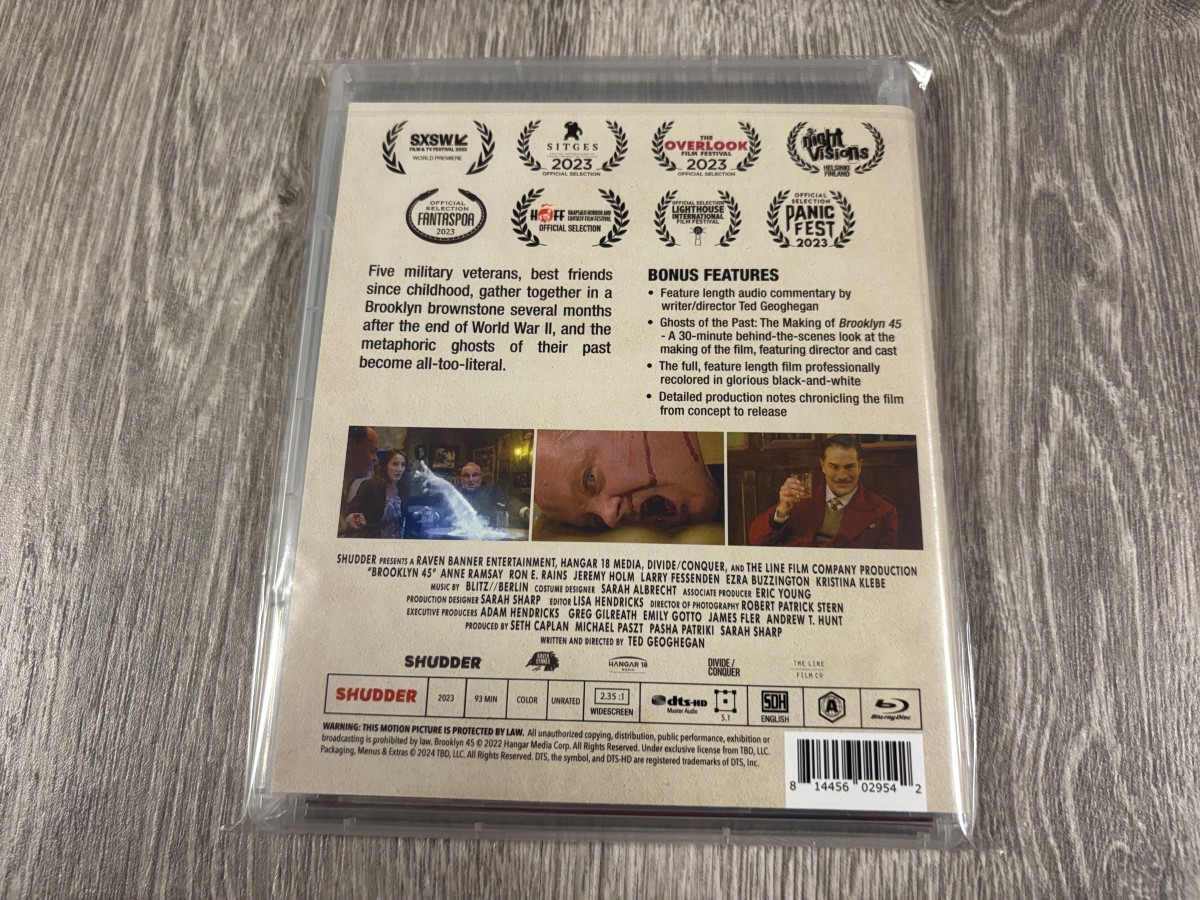 SXSW
FILM & TV FESTIVAL 2023
WORLD PREMIERE
SITGES
2023
OFFICIAL SELECTION
THE
OVERLOOK
FILM FESTIVAL
2023
OFFICIAL SELECTION
night
Visions
HELSINKI
FINLAND
OFFICIAL
SELECTION
FANTASPOA
2023
HOFF
HAAPSALU HORROR AND
FANTASY FILM FESTIVAL
OFFICIAL SELECTION
OFFICIAL SELECTION
LIGHTHOUSE
INTERNATIONAL
FILM FESTIVAL
OFFICIAL
SELECTION
PANIC
FEST
2023
Five military veterans, best friends
since childhood, gather together in a
Brooklyn brownstone several months
after the end of World War II, and the
metaphoric ghosts of their past
become all-too-literal.
BONUS FEATURES
• Feature length audio commentary by
writer/director Ted Geoghegan
• Ghosts of the Past: The Making of Brooklyn 45
- A 30-minute behind-the-scenes look at the
making of the film, featuring director and cast
• The full, feature length film professionally
recolored in glorious black-and-white
• Detailed production notes chronicling the film
from concept to release
SHUDDER PRESENTS A RAVEN BANNER ENTERTAINMENT, HANGAR 18 MEDIA, DIVIDE/CONQUER, AND THE LINE FILM COMPANY PRODUCTION
"BROOKLYN 45" ANNE RAMSAY RON E. RAINS JEREMY HOLM LARRY FESSENDEN EZRA BUZZINGTON KRISTINA KLEBE
MUSIC BY BLITZ//BERLIN COSTUME DESIGNER SARAH ALBRECHT ASSOCIATE PRODUCER ERIC YOUNG
PRODUCTION DESIGNER SARAH SHARP EDITOR LISA HENDRICKS DIRECTOR OF PHOTOGRAPHY ROBERT PATRICK STERN
EXECUTIVE PRODUCERS ADAM HENDRICKS GREG GILREATH EMILY GOTTO JAMES FLER ANDREW T. HUNT
PRODUCED BY SETH CAPLAN MICHAEL PASZT PASHA PATRIKI SARAH SHARP
WRITTEN AND DIRECTED BY TED GEOGHEGAN
SHUDDER RAVEN BANNER HANGAR 18 MEDIA DIVIDE/ CONQUER THE LINE FILM CO
SHUDDER 2023 93 MIN COLOR UNRATED 2.35:1 WIDESCREEN dts-HD Master Audio 5.1 SDH ENGLISH A Blu-ray Disc
WARNING: THIS MOTION PICTURE IS PROTECTED BY LAW. All unauthorized copying, distribution, public performance, exhibition or
broadcasting is prohibited by law. Brooklyn 45 © 2022 Hangar Media Corp. All Rights Reserved. Under exclusive license from TBD, LLC.
Packaging, Menus & Extras © 2024 TBD, LLC. All Rights Reserved. DTS, the symbol, and DTS-HD are registered trademarks of DTS, Inc.
8 14456 02954 2